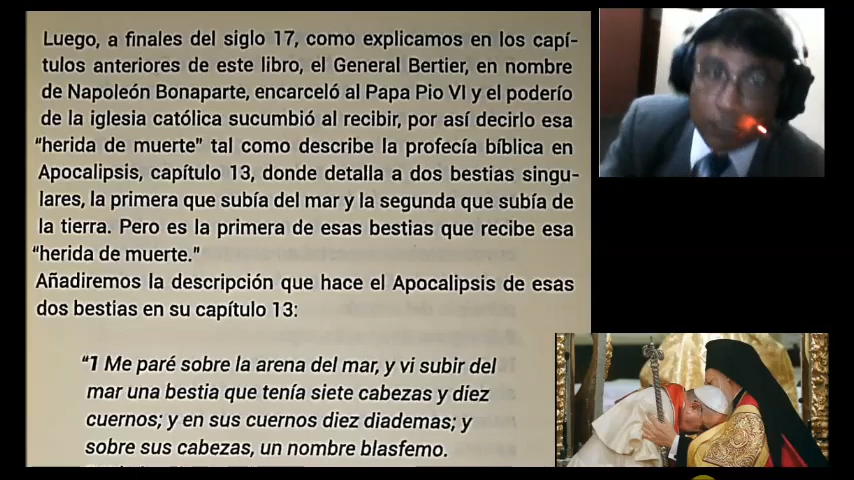 Luego, a finales del siglo 17, como explicamos en los capí-
tulos anteriores de este libro, el General Bertier, en nombre
de Napoleón Bonaparte, encarceló al Papa Pio VI y el poderío
de la iglesia católica sucumbió al recibir, por así decirlo esa
“herida de muerte” tal como describe la profecía bíblica en
Apocalipsis, capítulo 13, donde detalla a dos bestias singu-
lares, la primera que subía del mar y la segunda que subía de
la tierra. Pero es la primera de esas bestias que recibe esa
“herida de muerte.”
Añadiremos la descripción que hace el Apocalipsis de esas
dos bestias en su capítulo 13:
“1 Me paré sobre la arena del mar, y vi subir del
mar una bestia que tenía siete cabezas y diez
cuernos; y en sus cuernos diez diademas; y
sobre sus cabezas, un nombre blasfemo.